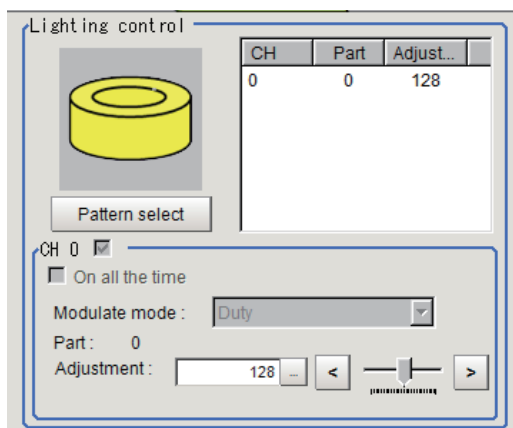 Lighting control
CH Part Adjust...
0 0 128
Pattern select
CH 0
On all the time
Modulate mode : Duty
Part : 0
Adjustment : 128 ... < >